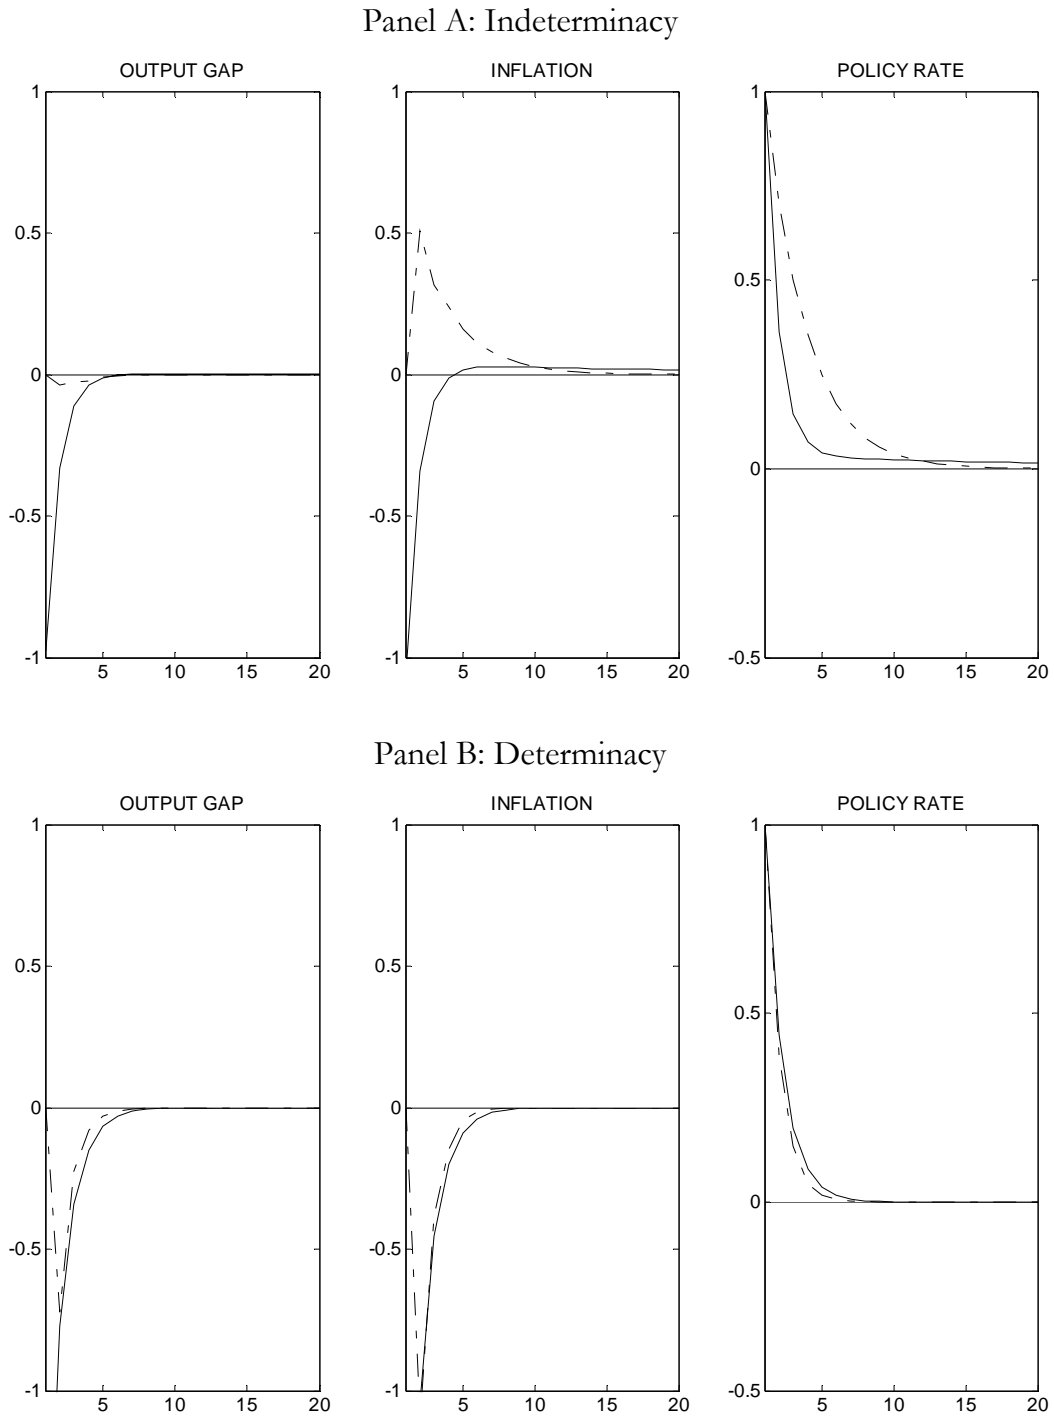 Panel A: Indeterminacy
OUTPUT GAP INFLATION POLICY RATE
1 1 1
0.5 0.5 0.5
0 0 0
-0.5 -0.5
-1 -1 -0.5
5 10 15 20 5 10 15 20 5 10 15 20
Panel B: Determinacy
OUTPUT GAP INFLATION POLICY RATE
1 1 1
0.5 0.5 0.5
0 0 0
-0.5 -0.5
-1 -1 -0.5
5 10 15 20 5 10 15 20 5 10 15 20